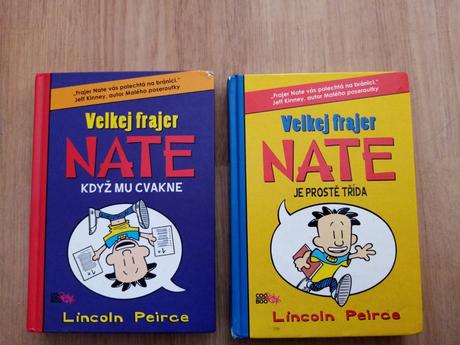 „Frajer Nate vás polechtá na bránici."
Jeff Kinney, autor Malého poseroutky
Velkej frajer
NATE
KDYŽ MU CVAKNE
Lincoln Peirce
„Frajer Nate vás polechtá na bránici."
Jeff Kinney, autor Malého poseroutky
Velkej frajer
NATE
JE PROSTĚ TŘÍDA
COO
BOO
Lincoln Peirce